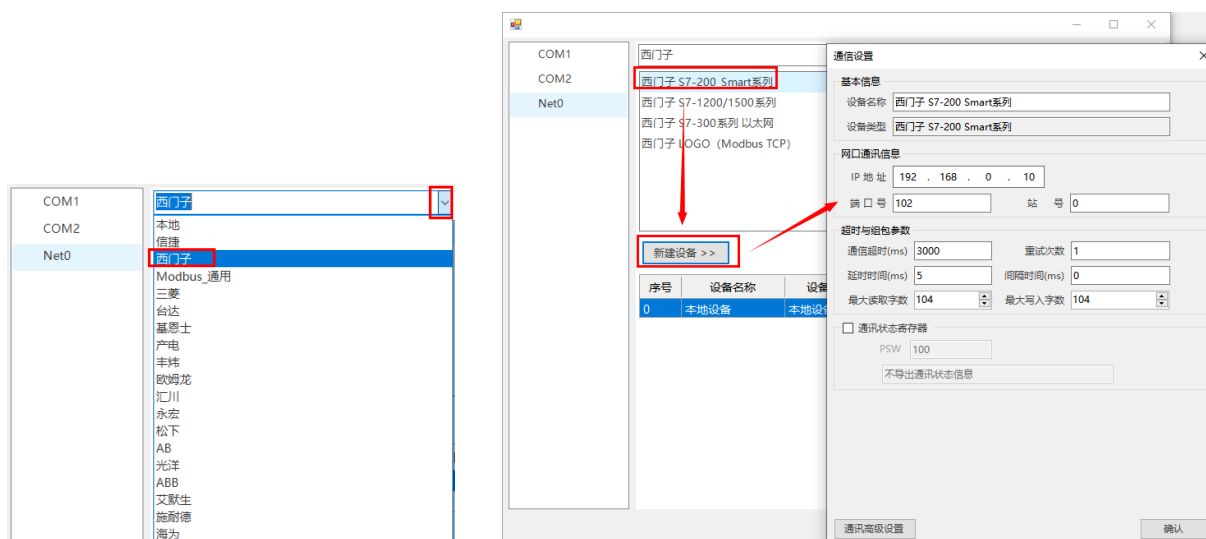 COM1
COM2
Net0
西门子
本地
信捷
西门子
Modbus_通用
三菱
台达
基恩士
产电
丰炜
欧姆龙
汇川
永宏
松下
AB
光洋
ABB
艾默生
施耐德
海为
COM1
COM2
Net0
西门子
西门子 S7-200 Smart系列
西门子 S7-1200/1500系列
西门子 S7-300系列 以太网
西门子 LOGO（Modbus TCP）
新建设备 >>
序号 设备名称 设备
0 本地设备 本地设备
通信设置
基本信息
设备名称 西门子 S7-200 Smart系列
设备类型 西门子 S7-200 Smart系列
网口通讯信息
IP 地 址 192 . 168 . 0 . 10
端 口 号 102 站 号 0
超时与组包参数
通信超时(ms) 3000 重试次数 1
延时时间(ms) 5 间隔时间(ms) 0
最大读取字数 104 最大写入字数 104
通讯状态寄存器
PSW 100
不导出通讯状态信息
通讯高级设置 确认